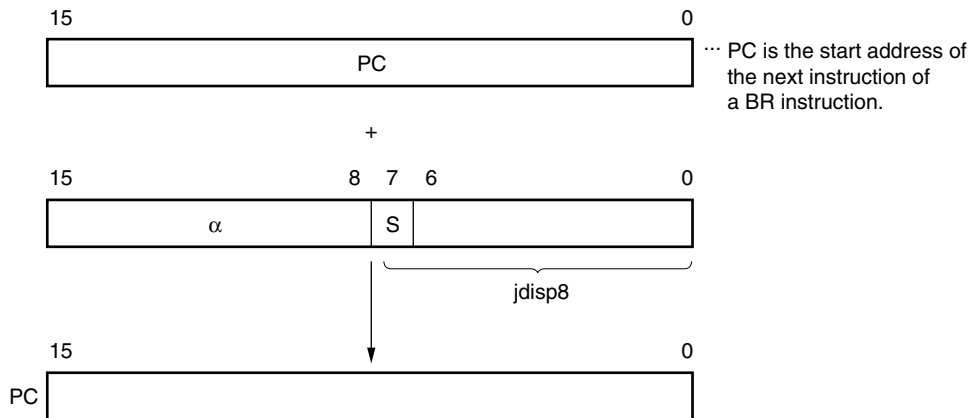 15 0
PC
... PC is the start address of
the next instruction of
a BR instruction.
+
15 8 7 6 0
α S
jdisp8
15 0
PC